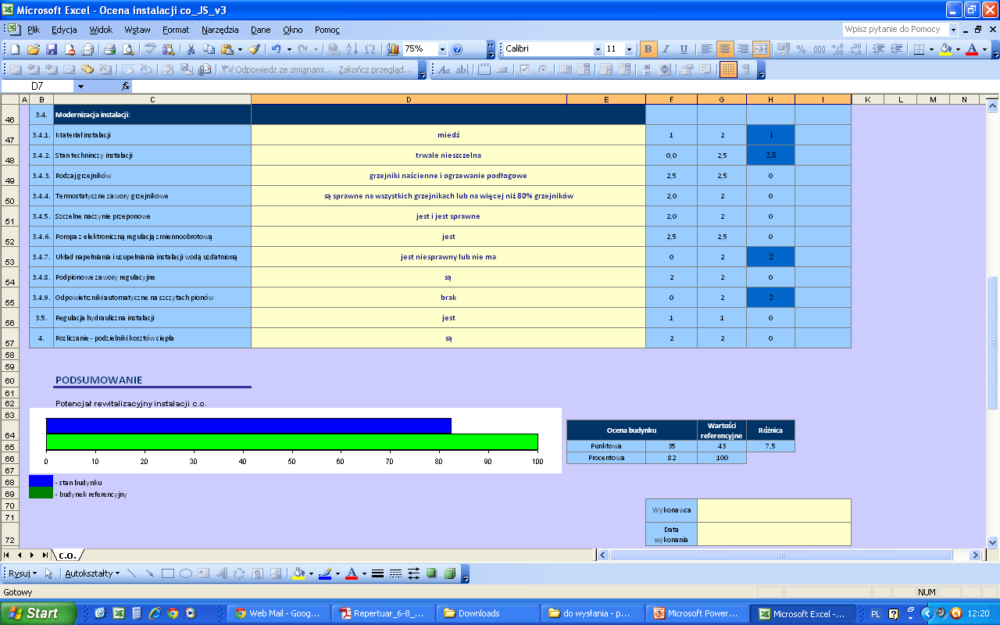 Microsoft Excel - Ocena instalacji co_JS_v3
Plik Edycja Widok Wstaw Format Narzędzia Dane Okno Pomoc Wpisz pytanie do Pomocy
75% Calibri 11 B I U
Odpowiedz ze zmianami... Zakończ przegląd...
D7 fx
A B C D E F G H I K L M N
46 3.4. Modernizacja instalacji:
47 3.4.1. Materiał instalacji miedź 1 2 1
48 3.4.2. Stan techninczy instalacji trwale nieszczelna 0,0 2,5 2,5
49 3.4.3. Rodzaj grzejników grzejniki naścienne i ogrzewanie podłogowe 2,5 2,5 0
50 3.4.4. Termostatyczne zawory grzejnikowe są sprawne na wszystkich grzejnikach lub na więcej niż 80% grzejników 2,0 2 0
51 3.4.5. Szczelne naczynie przeponowe jest i jest sprawne 2,0 2 0
52 3.4.6. Pompa z elektroniczną regulacją zmiennoobrotową jest 2,5 2,5 0
53 3.4.7. Układ napełniania i uzupełniania instalacji wodą uzdatnioną jest niesprawny lub nie ma 0 2 2
54 3.4.8. Podpionowe zawory regulacyjne są 2 2 0
55 3.4.9. Odpowietrzniki automatyczne na szczytach pionów brak 0 2 2
56 3.5. Regulacja hydrauliczna instalacji jest 1 1 0
57 4. Rozliczanie - podzielniki kosztów ciepła są 2 2 0
58
59
60 PODSUMOWANIE
61
62 Potencjał rewitalizacyjny instalacji c.o.
63
64 Ocena budynku Wartości referencyjne Różnica
65 Punktowa 35 43 7,5
66 0 10 20 30 40 50 60 70 80 90 100 Procentowa 82 100
67
68 - stan budynku
69 - budynek referencyjny
70 Wykonawca
71
72 Data wykonania
c.o.
Rysuj Autokształty
Gotowy NUM
Start Web Mail - Goog... Repertuar_6-8_... Downloads do wysłania - p... Microsoft Power... Microsoft Excel -... PL 12:20